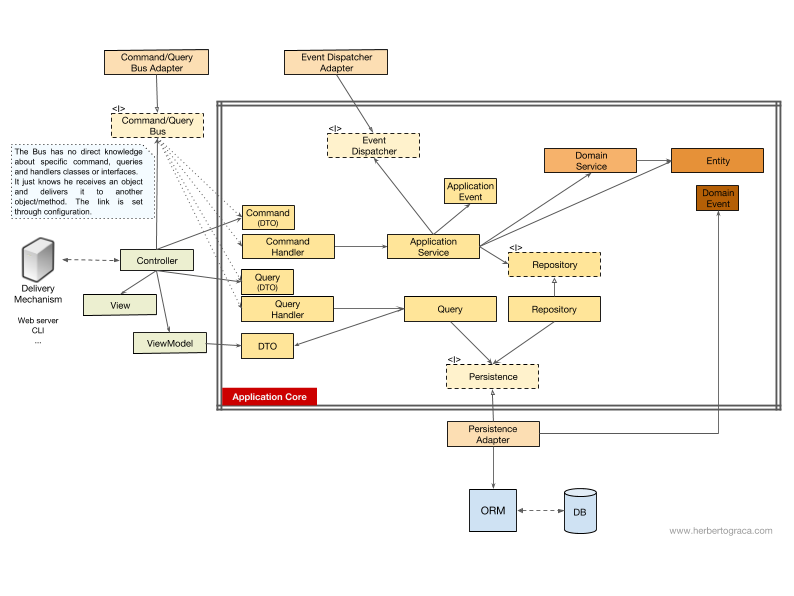 Command/Query
Bus Adapter
Event Dispatcher
Adapter
<I>
Command/Query
Bus
<I>
Event
Dispatcher
The Bus has no direct knowledge
about specific command, queries
and handlers classes or interfaces.
It just knows he receives an object
and delivers it to another
object/method. The link is set
through configuration.
Domain
Service
Entity
Application
Event
Domain
Event
Command
(DTO)
Command
Handler
Application
Service
<I>
Repository
Controller
Delivery
Mechanism
Web server
CLI
...
Query
(DTO)
View
Query
Handler
Query
Repository
ViewModel
DTO
<I>
Persistence
Application Core
Persistence
Adapter
ORM
DB
www.herbertograca.com